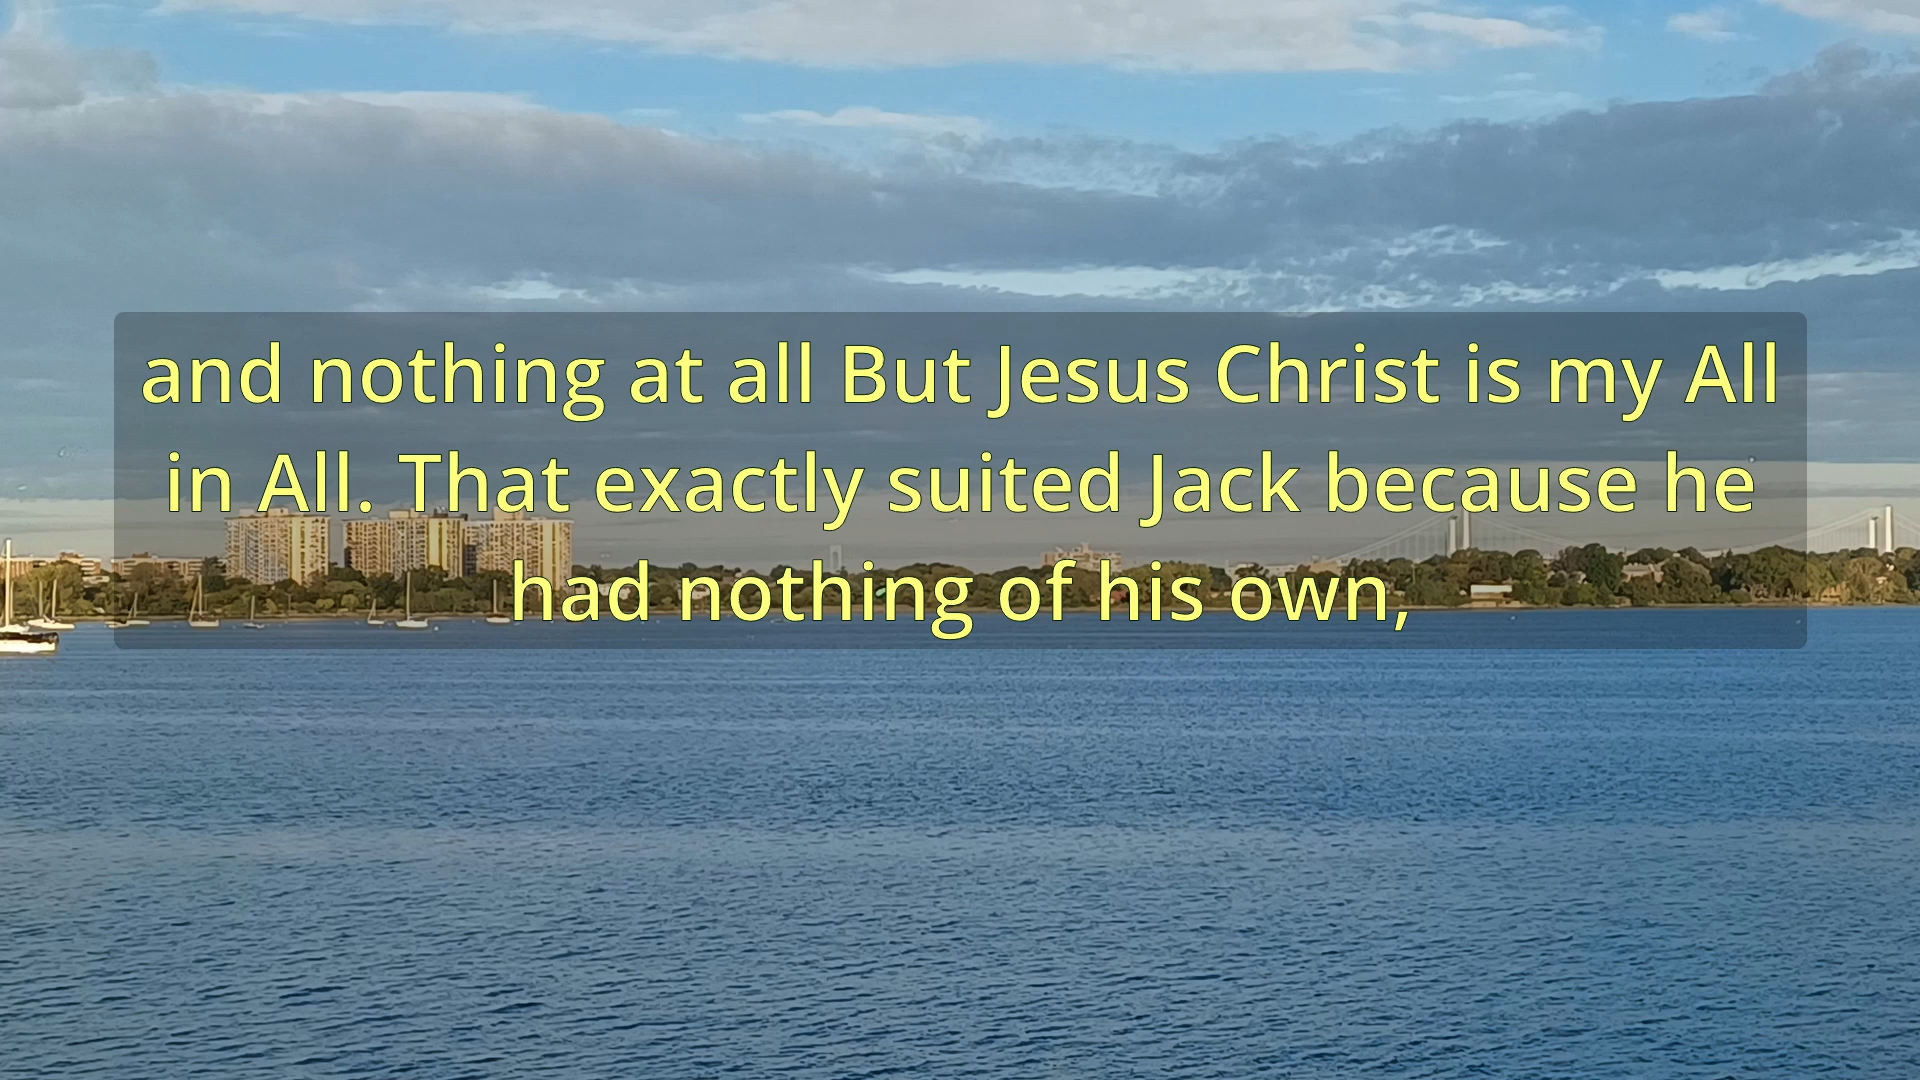 and nothing at all But Jesus Christ is my All
in All. That exactly suited Jack because he
had nothing of his own,